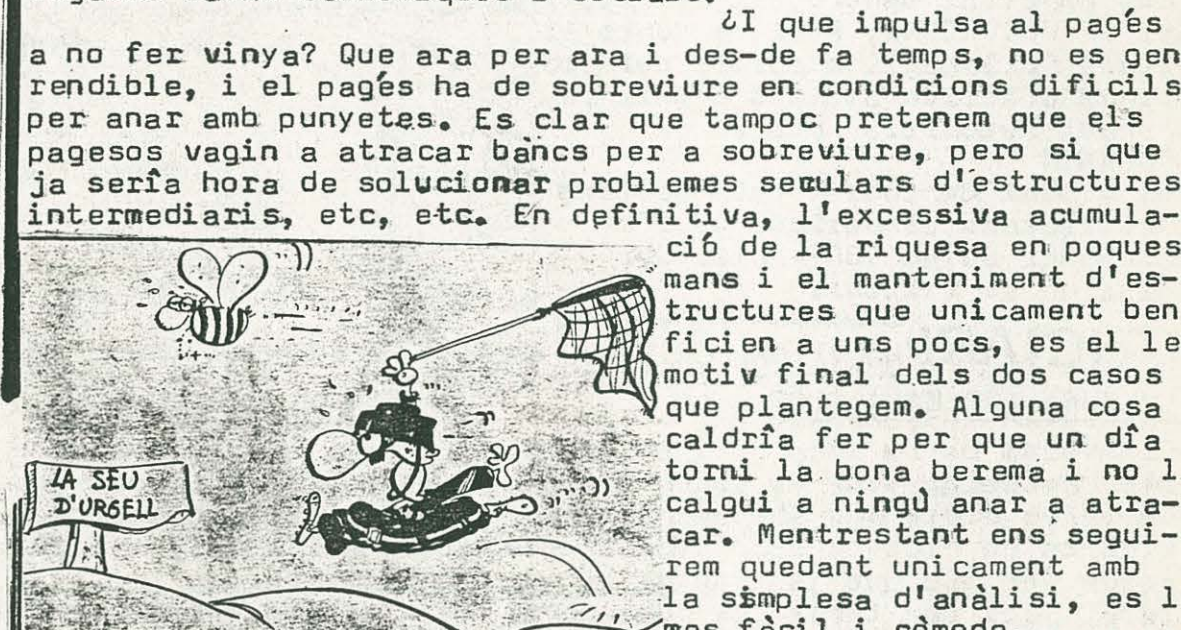 ¿I que impulsa al pagés
a no fer vinya? Que ara per ara i des-de fa temps, no es gen
rendible, i el pagés ha de sobreviure en condicions dificils
per anar amb punyetes. Es clar que tampoc pretenem que els
pagesos vagin a atracar bancs per a sobreviure, pero si que
ja sería hora de solucionar problemes seculars d'estructures
intermediaris, etc, etc. En definitiva, l'excessiva acumula-
ció de la riquesa en poques
mans i el manteniment d'es-
tructures que unicament ben
ficien a uns pocs, es el le
motiv final dels dos casos
que plantegem. Alguna cosa
caldría fer per que un día
torni la bona berema i no l
calgui a ningù anar a atra-
car. Mentrestant ens segui-
rem quedant unicament amb
la simplesa d'anàlisi, es l
mes fàcil i còmode
LA SEU
D'URGELL